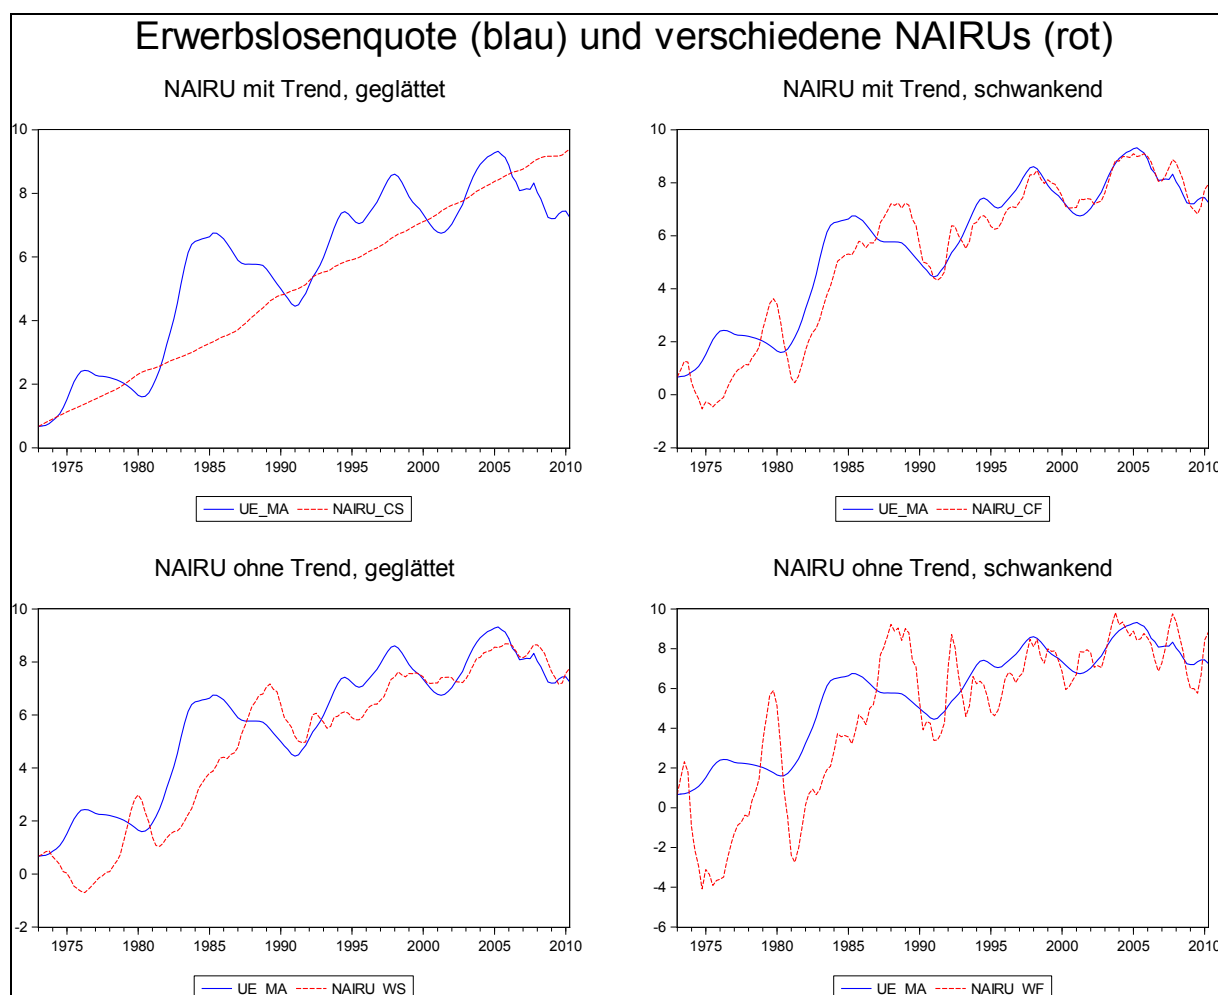 Erwerbslosenquote (blau) und verschiedene NAIRUs (rot)
NAIRU mit Trend, geglättet
10
8
6
4
2
0
1975 1980 1985 1990 1995 2000 2005 2010
UE_MA NAIRU_CS
NAIRU mit Trend, schwankend
10
8
6
4
2
0
-2
1975 1980 1985 1990 1995 2000 2005 2010
UE_MA NAIRU_CF
NAIRU ohne Trend, geglättet
10
8
6
4
2
0
-2
1975 1980 1985 1990 1995 2000 2005 2010
UE_MA NAIRU_WS
NAIRU ohne Trend, schwankend
10
8
6
4
2
0
-2
-4
-6
1975 1980 1985 1990 1995 2000 2005 2010
UE_MA NAIRU_WF